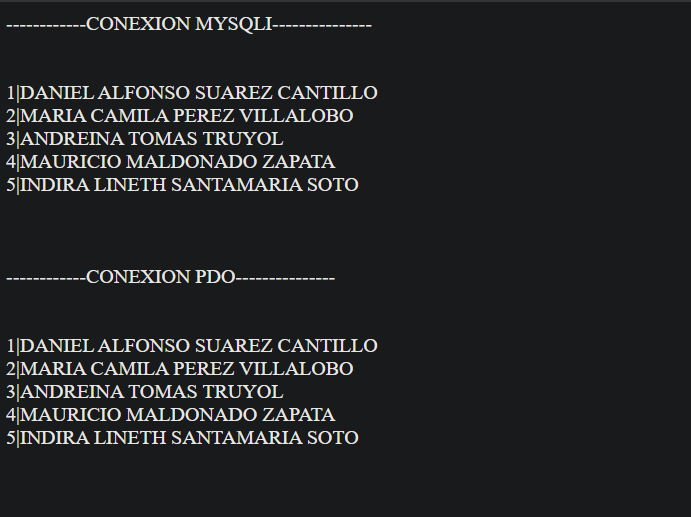 ------------CONEXION MYSQLI---------------
1|DANIEL ALFONSO SUAREZ CANTILLO
2|MARIA CAMILA PEREZ VILLALOBO
3|ANDREINA TOMAS TRUYOL
4|MAURICIO MALDONADO ZAPATA
5|INDIRA LINETH SANTAMARIA SOTO
------------CONEXION PDO---------------
1|DANIEL ALFONSO SUAREZ CANTILLO
2|MARIA CAMILA PEREZ VILLALOBO
3|ANDREINA TOMAS TRUYOL
4|MAURICIO MALDONADO ZAPATA
5|INDIRA LINETH SANTAMARIA SOTO